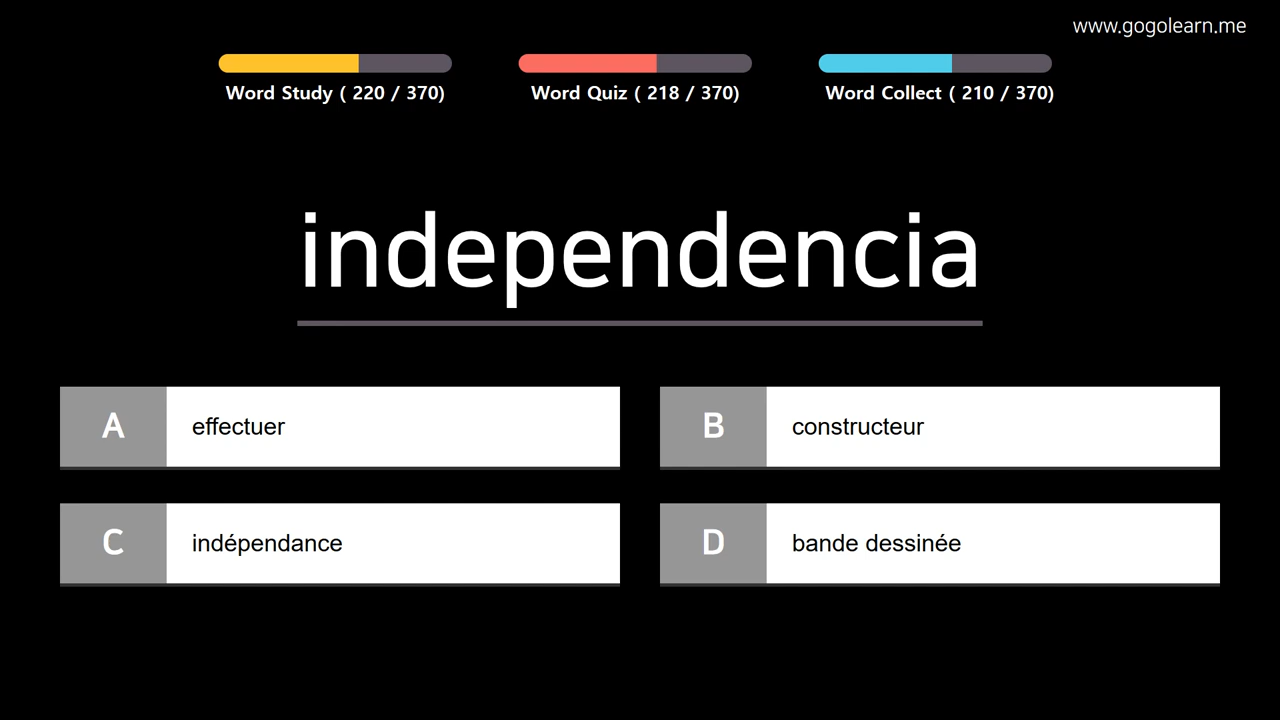 www.gogolearn.me
Word Study ( 220 / 370)
Word Quiz ( 218 / 370)
Word Collect ( 210 / 370)
independencia
A effectuer
B constructeur
C indépendance
D bande dessinée